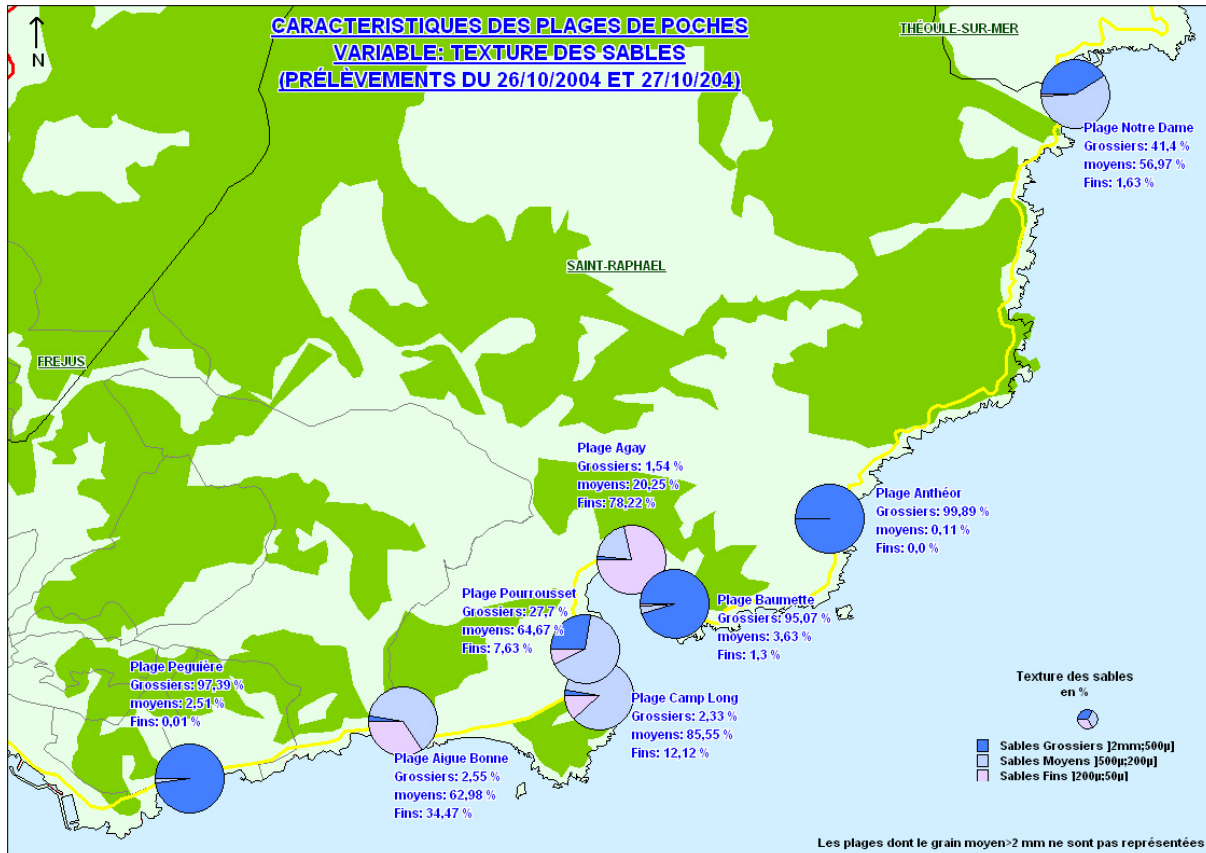 CARACTERISTIQUES DES PLAGES DE POCHES
VARIABLE: TEXTURE DES SABLES
(PRÉLÈVEMENTS DU 26/10/2004 ET 27/10/204)
N
THÉOULE-SUR-MER
Plage Notre Dame
Grossiers: 41,4 %
moyens: 56,97 %
Fins: 1,63 %
SAINT-RAPHAEL
FREJUS
Plage Agay
Grossiers: 1,54 %
moyens: 20,25 %
Fins: 78,22 %
Plage Anthéor
Grossiers: 99,89 %
moyens: 0,11 %
Fins: 0,0 %
Plage Pourrousset
Grossiers: 27,7 %
moyens: 64,67 %
Fins: 7,63 %
Plage Baumette
Grossiers: 95,07 %
moyens: 3,63 %
Fins: 1,3 %
Plage Peguière
Grossiers: 97,39 %
moyens: 2,51 %
Fins: 0,01 %
Plage Camp Long
Grossiers: 2,33 %
moyens: 85,55 %
Fins: 12,12 %
Plage Aigue Bonne
Grossiers: 2,55 %
moyens: 62,98 %
Fins: 34,47 %
Texture des sables
en %
Sables Grossiers ]2mm;500µ]
Sables Moyens ]500µ;200µ]
Sables Fins ]200µ;50µ]
Les plages dont le grain moyen>2 mm ne sont pas représentées